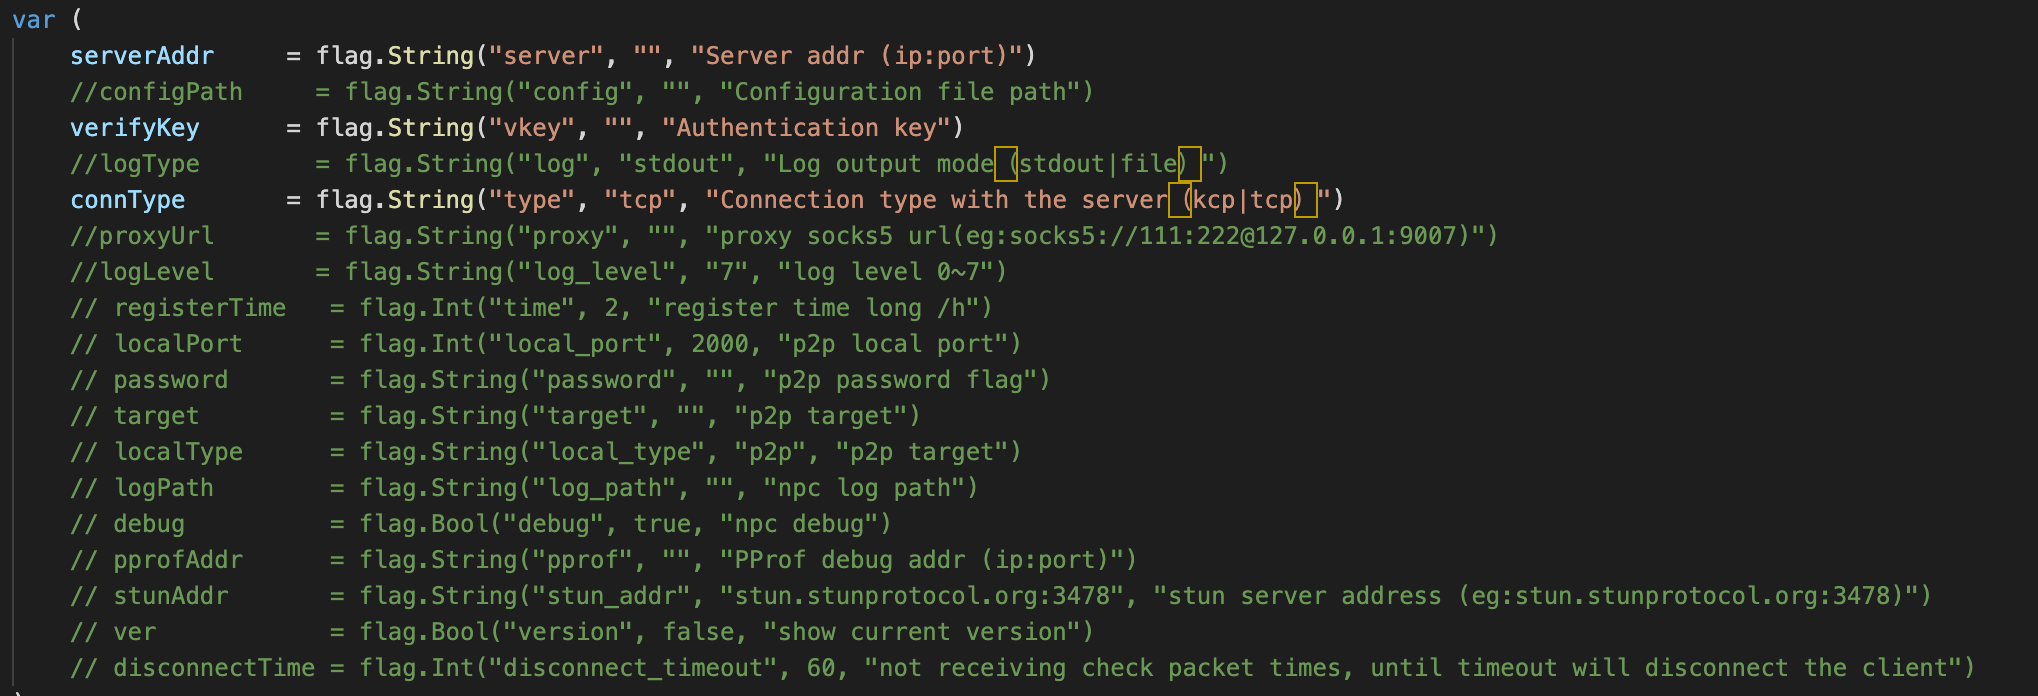 var (
    serverAddr     = flag.String("server", "", "Server addr (ip:port)")
    //configPath     = flag.String("config", "", "Configuration file path")
    verifyKey      = flag.String("vkey", "", "Authentication key")
    //logType        = flag.String("log", "stdout", "Log output mode（stdout|file）")
    connType       = flag.String("type", "tcp", "Connection type with the server（kcp|tcp）")
    //proxyUrl       = flag.String("proxy", "", "proxy socks5 url(eg:socks5://111:222@127.0.0.1:9007)")
    //logLevel       = flag.String("log_level", "7", "log level 0~7")
    // registerTime   = flag.Int("time", 2, "register time long /h")
    // localPort      = flag.Int("local_port", 2000, "p2p local port")
    // password       = flag.String("password", "", "p2p password flag")
    // target         = flag.String("target", "", "p2p target")
    // localType      = flag.String("local_type", "p2p", "p2p target")
    // logPath        = flag.String("log_path", "", "npc log path")
    // debug          = flag.Bool("debug", true, "npc debug")
    // pprofAddr      = flag.String("pprof", "", "PProf debug addr (ip:port)")
    // stunAddr       = flag.String("stun_addr", "stun.stunprotocol.org:3478", "stun server address (eg:stun.stunprotocol.org:3478)")
    // ver            = flag.Bool("version", false, "show current version")
    // disconnectTime = flag.Int("disconnect_timeout", 60, "not receiving check packet times, until timeout will disconnect the client")